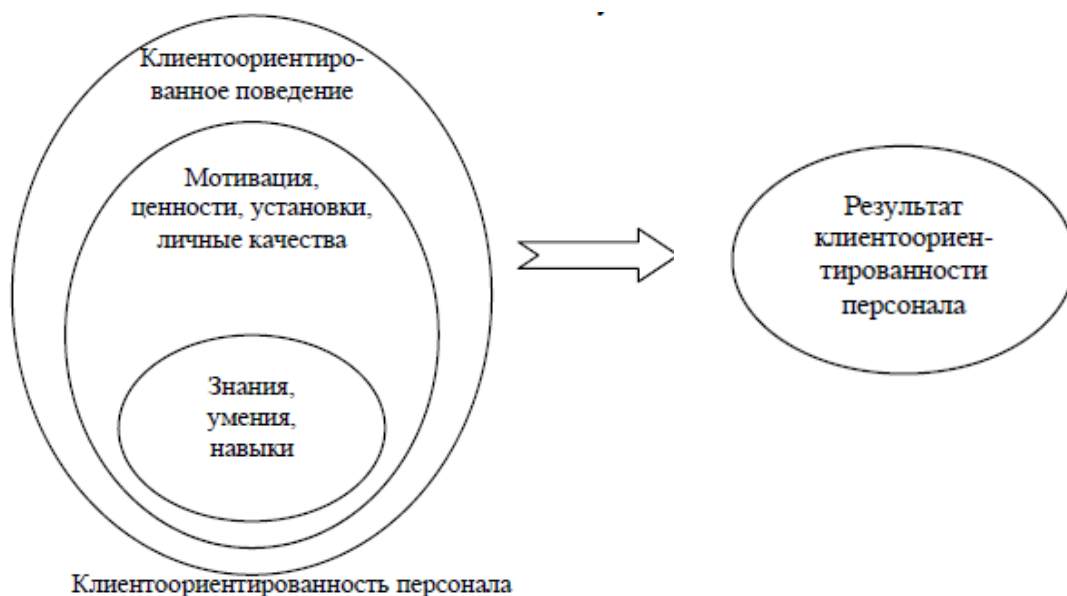 Клиентоориентиро-
ванное поведение
Мотивация,
ценности, установки,
личные качества
Знания,
умения,
навыки
Клиентоориентированность персонала
Результат
клиентоориен-
тированности
персонала